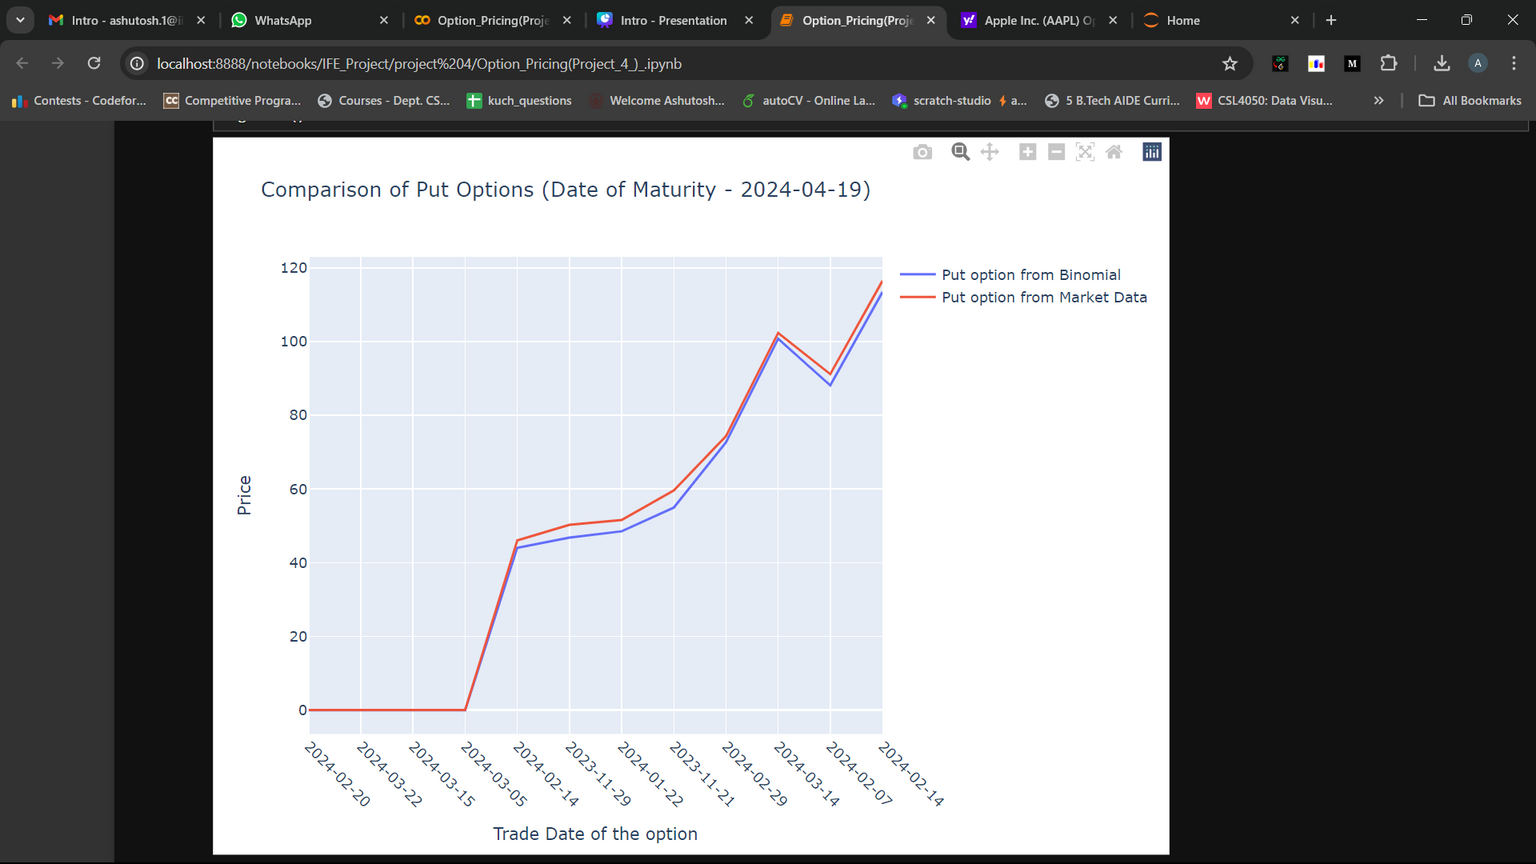 Intro - ashutosh.1@ii
WhatsApp
Option_Pricing(Proje
Intro - Presentation
Option_Pricing(Proje
Apple Inc. (AAPL) O
Home
localhost:8888/notebooks/IFE_Project/project%204/Option_Pricing(Project_4_)_.ipynb
A
M
Contests - Codefor...
CC Competitive Progra...
Courses - Dept. CS...
kuch_questions
Welcome Ashutosh...
autoCV - Online La...
scratch-studio
a...
5 B.Tech AIDE Curri...
W CSL4050: Data Visu...
All Bookmarks
Comparison of Put Options (Date of Maturity - 2024-04-19)
Put option from Binomial
Put option from Market Data
120
100
80
60
40
20
0
Price
2024-02-20
2024-03-22
2024-03-15
2024-03-05
2024-02-14
2023-11-29
2024-01-22
2023-11-21
2024-02-29
2024-03-14
2024-02-07
2024-02-14
Trade Date of the option